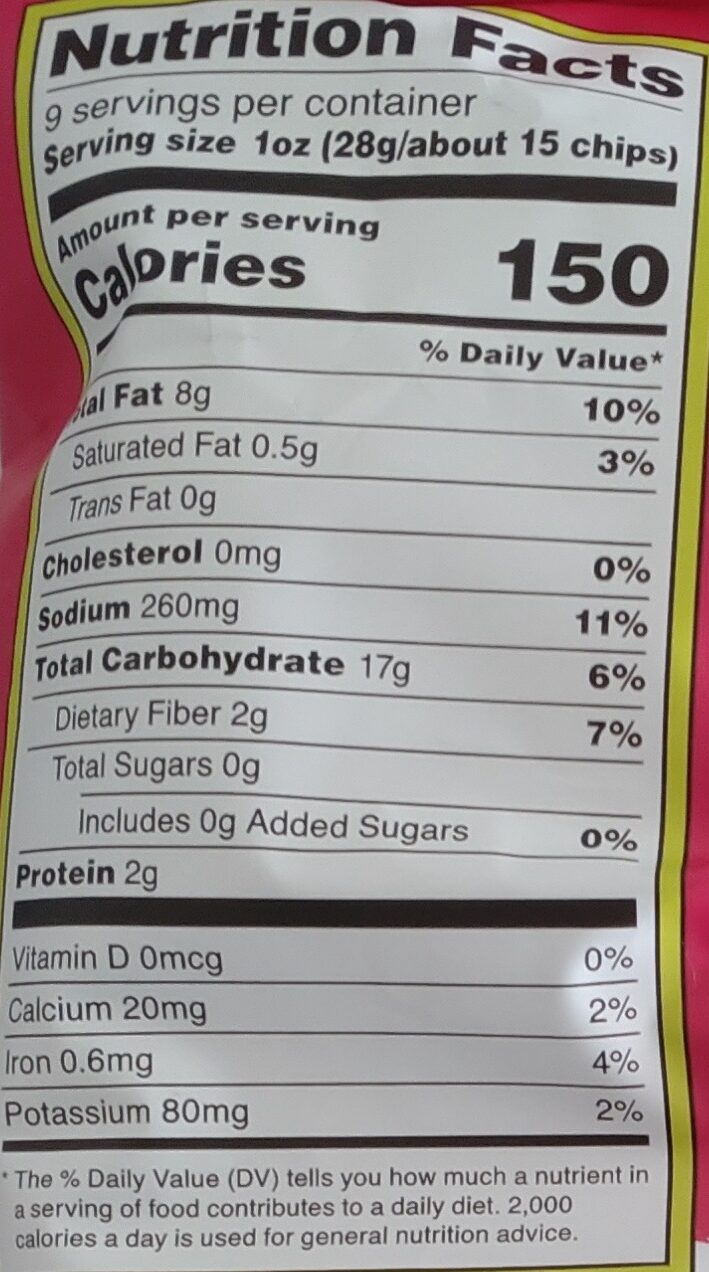 Nutrition Facts
9 servings per container
Serving size 1oz (28g/about 15 chips)
Amount per serving
Calories 150
% Daily Value*
tal Fat 8g 10%
Saturated Fat 0.5g 3%
Trans Fat 0g
Cholesterol 0mg 0%
Sodium 260mg 11%
Total Carbohydrate 17g 6%
Dietary Fiber 2g 7%
Total Sugars 0g
Includes 0g Added Sugars 0%
Protein 2g
Vitamin D 0mcg 0%
Calcium 20mg 2%
Iron 0.6mg 4%
Potassium 80mg 2%
* The % Daily Value (DV) tells you how much a nutrient in
a serving of food contributes to a daily diet. 2,000
calories a day is used for general nutrition advice.